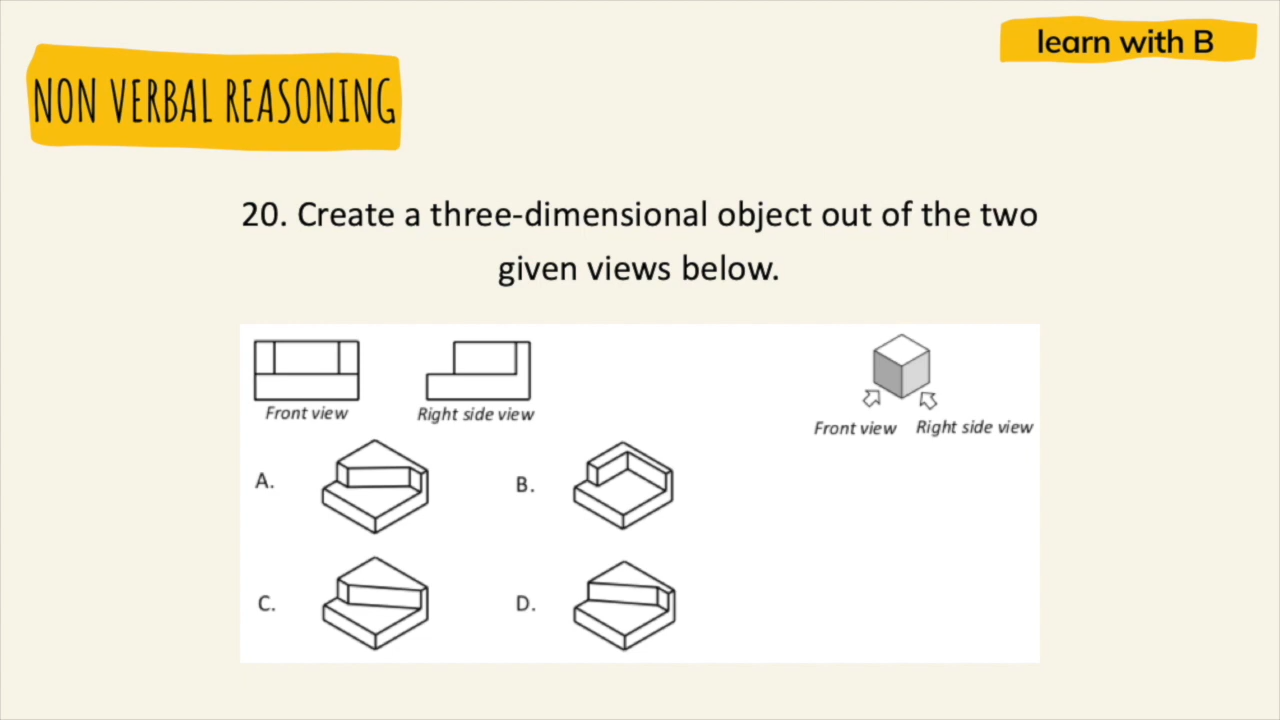 learn with B
NON VERBAL REASONING
20. Create a three-dimensional object out of the two
given views below.
Front view
Right side view
Front view
Right side view
A.
B.
C.
D.